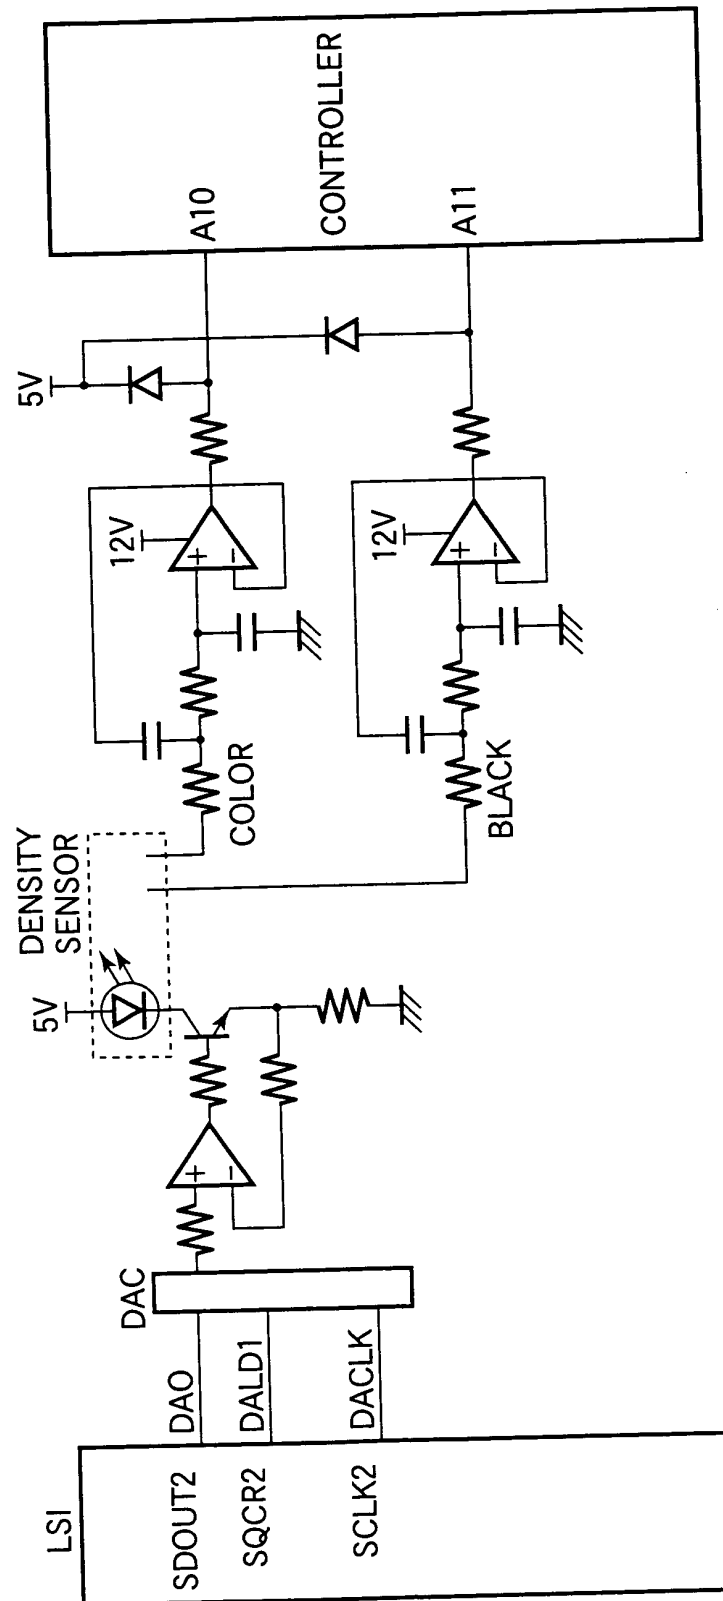 LSI
SDOUT2
SQCR2
SCLK2
DAO
DALD1
DACLK
DAC
+
−
5V
DENSITY
SENSOR
COLOR
BLACK
12V
+
−
12V
+
−
5V
A10
A11
CONTROLLER